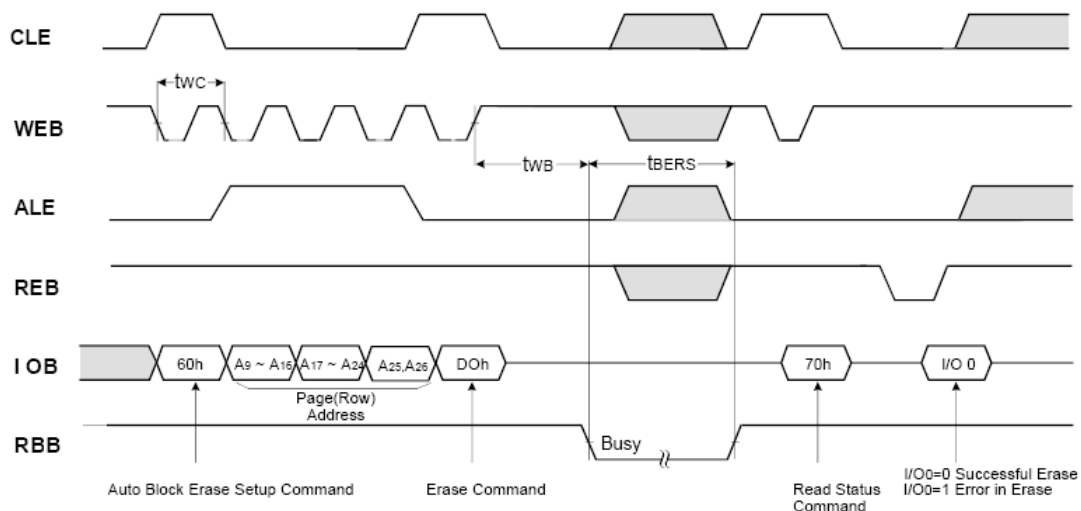 CLE
tWC
WEB
tWB
tBERS
ALE
REB
IOB
60h
A9 ~ A16
A17 ~ A24
A25,A26
DOh
70h
I/O 0
Page(Row)
Address
RBB
Busy
Auto Block Erase Setup Command
Erase Command
Read Status
Command
I/O0=0 Successful Erase
I/O0=1 Error in Erase